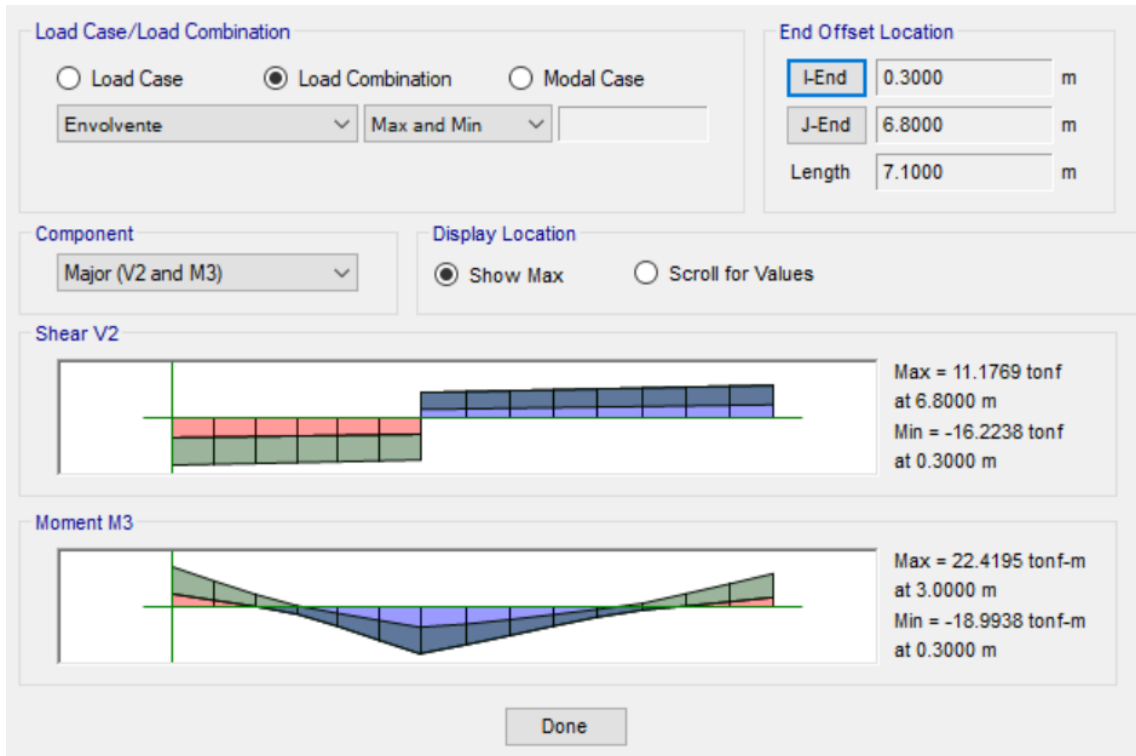 Load Case/Load Combination
Load Case
Load Combination
Modal Case
Envolvente
Max and Min
End Offset Location
I-End
0.3000
m
J-End
6.8000
m
Length
7.1000
m
Component
Major (V2 and M3)
Display Location
Show Max
Scroll for Values
Shear V2
Max = 11.1769 tonf
at 6.8000 m
Min = -16.2238 tonf
at 0.3000 m
Moment M3
Max = 22.4195 tonf-m
at 3.0000 m
Min = -18.9938 tonf-m
at 0.3000 m
Done